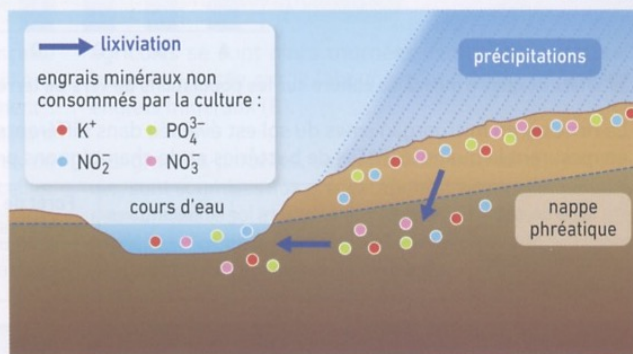 lixiviation
engrais minéraux non
consommés par la culture :
K⁺
PO₄³⁻
NO₂⁻
NO₃⁻
précipitations
cours d'eau
nappe
phréatique